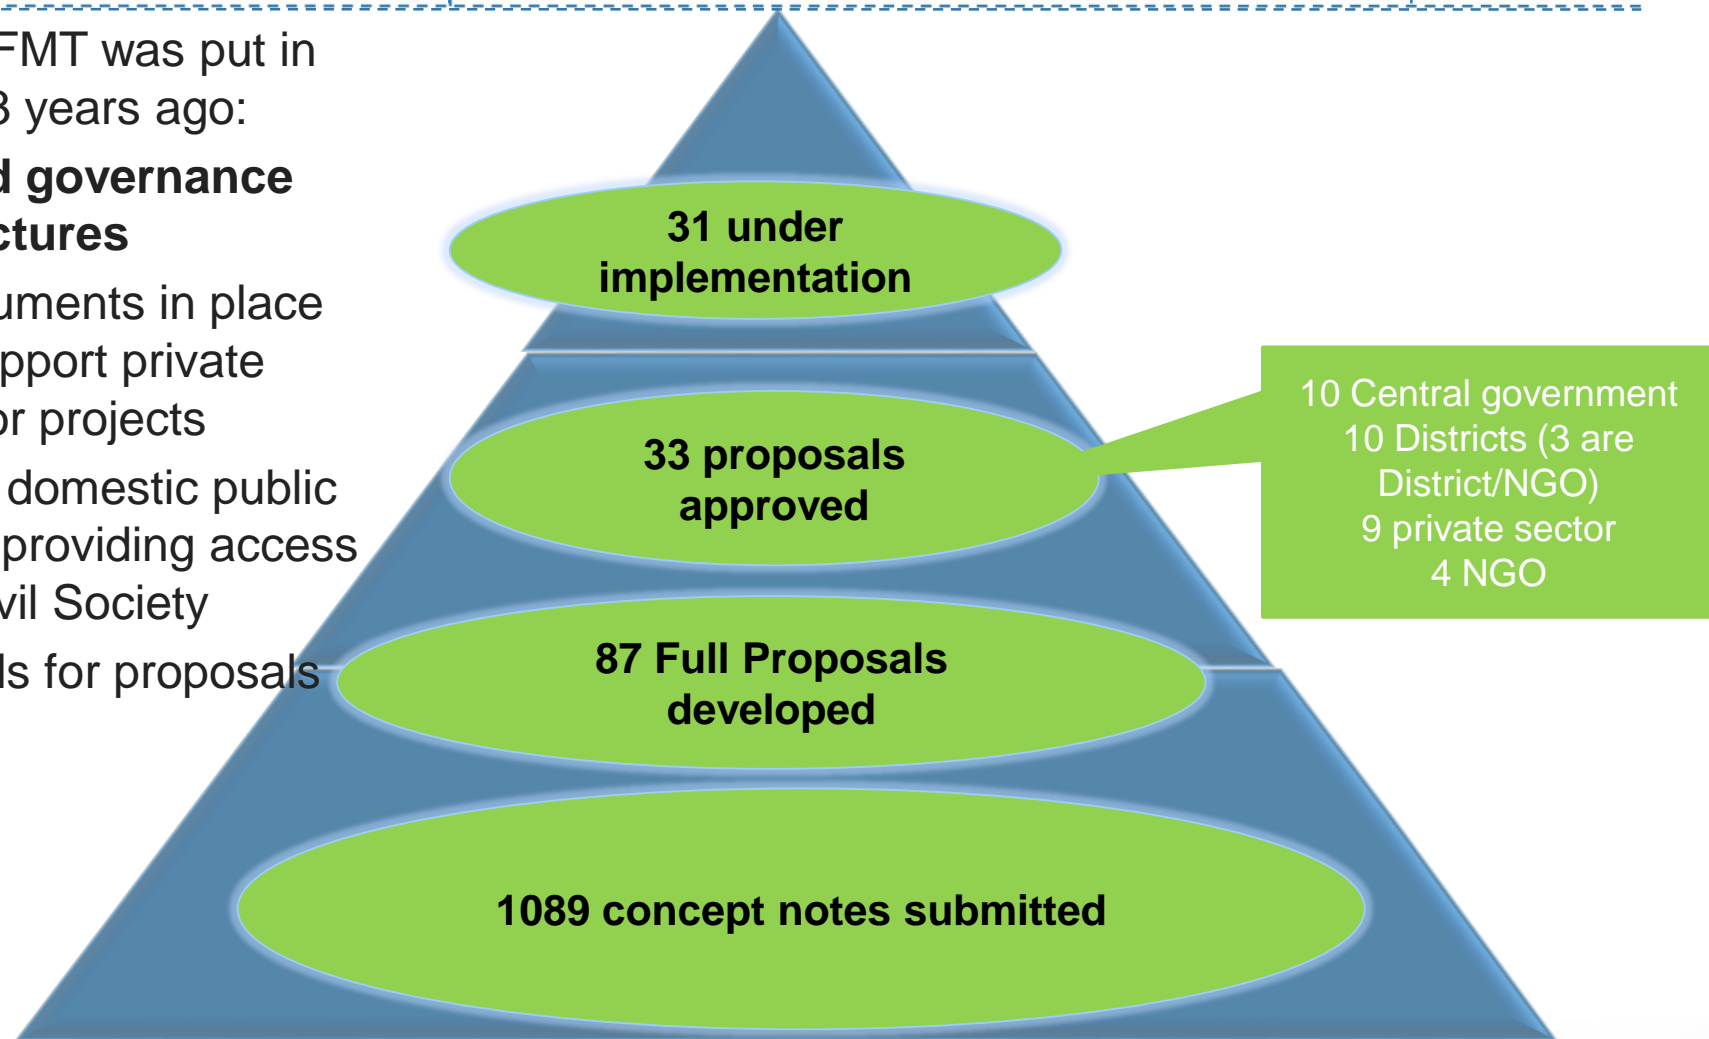 FMT was put in
3 years ago:
governance
ctures
uments in place
pport private
or projects
domestic public
providing access
vil Society
ls for proposals
31 under
implementation
33 proposals
approved
87 Full Proposals
developed
1089 concept notes submitted
10 Central government
10 Districts (3 are
District/NGO)
9 private sector
4 NGO